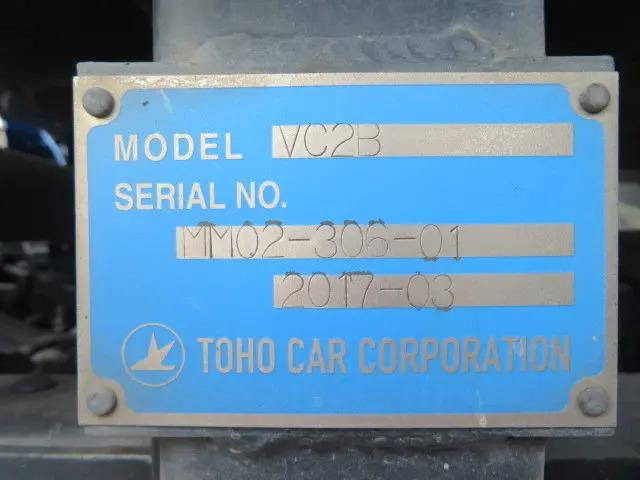 MODEL VC2B
SERIAL NO.
MM02-306-01
2017-03
TOHO CAR CORPORATION